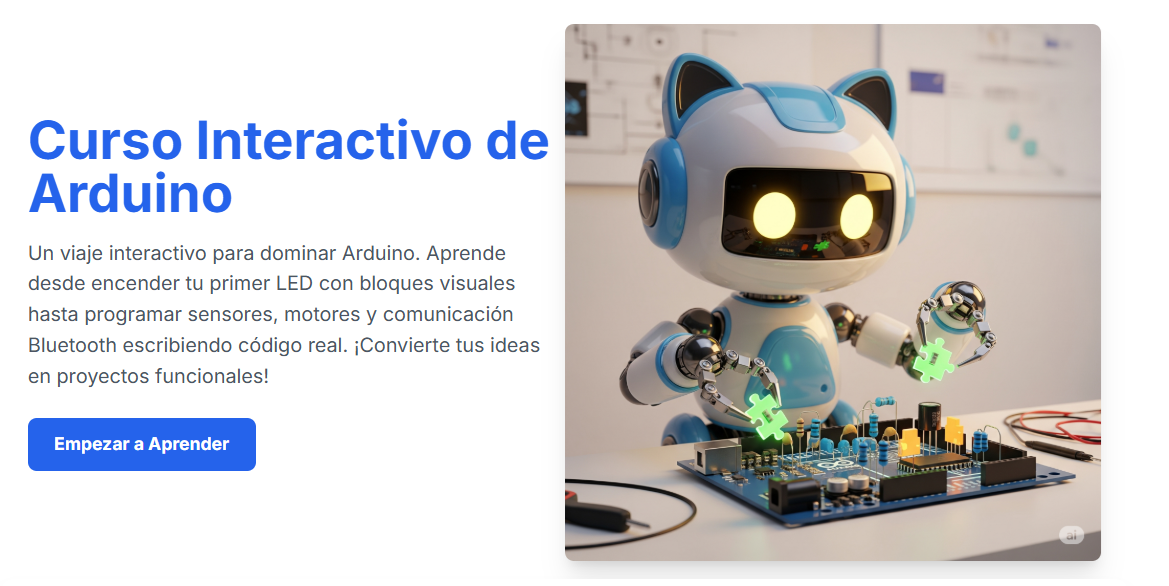 Curso Interactivo de
Arduino
Un viaje interactivo para dominar Arduino. Aprende
desde encender tu primer LED con bloques visuales
hasta programar sensores, motores y comunicación
Bluetooth escribiendo código real. ¡Convierte tus ideas
en proyectos funcionales!
Empezar a Aprender
ai